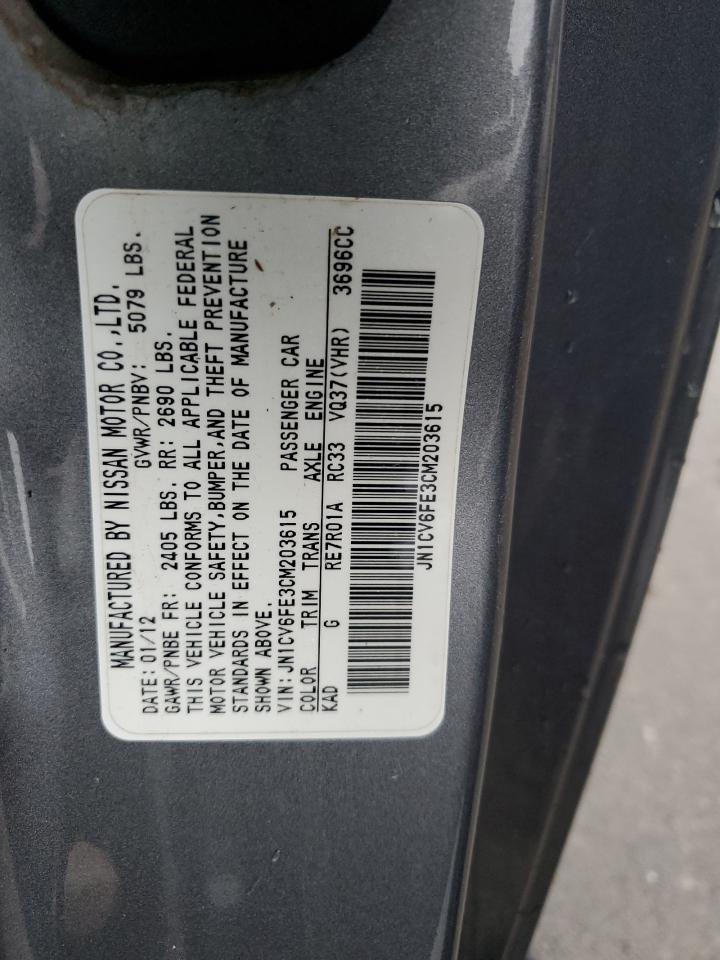 MANUFACTURED BY NISSAN MOTOR CO.,LTD.
DATE: 01/12 GVWR/PNBV: 5079 LBS.
GAWR/PNBE FR: 2405 LBS. RR: 2690 LBS.
THIS VEHICLE CONFORMS TO ALL APPLICABLE FEDERAL
MOTOR VEHICLE SAFETY,BUMPER,AND THEFT PREVENTION
STANDARDS IN EFFECT ON THE DATE OF MANUFACTURE
SHOWN ABOVE.
VIN:JN1CV6FE3CM203615 PASSENGER CAR
COLOR TRIM TRANS AXLE ENGINE
KAD G RE7R01A RC33 VQ37(VHR) 3696CC
JN1CV6FE3CM203615